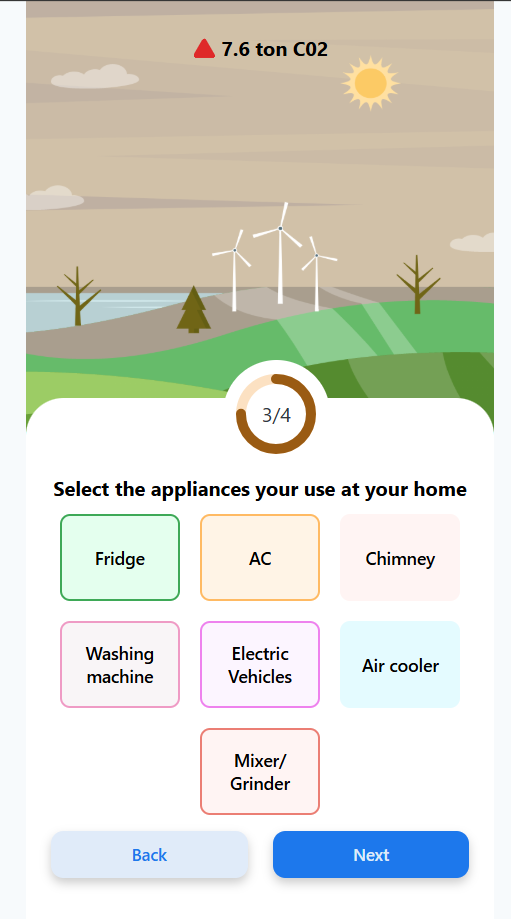 7.6 ton C02
3/4
Select the appliances your use at your home
Fridge
AC
Chimney
Washing
machine
Electric
Vehicles
Air cooler
Mixer/
Grinder
Back
Next